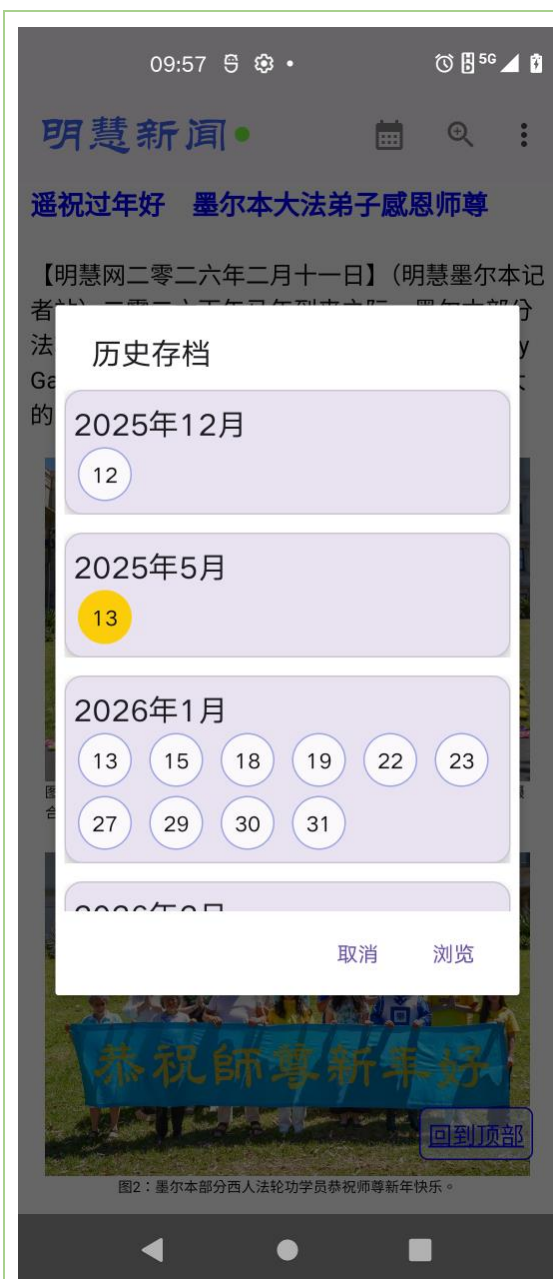 09:57
5G
明慧新闻
遥祝过年好 墨尔本大法弟子感恩师尊
【明慧网二零二六年二月十一日】（明慧墨尔本记
者
法
Ga
的
历史存档
2025年12月
12
2025年5月
13
2026年1月
13 15 18 19 22 23
27 29 30 31
取消 浏览
恭祝師尊新年好
回到顶部
图2：墨尔本部分西人法轮功学员恭祝师尊新年快乐。